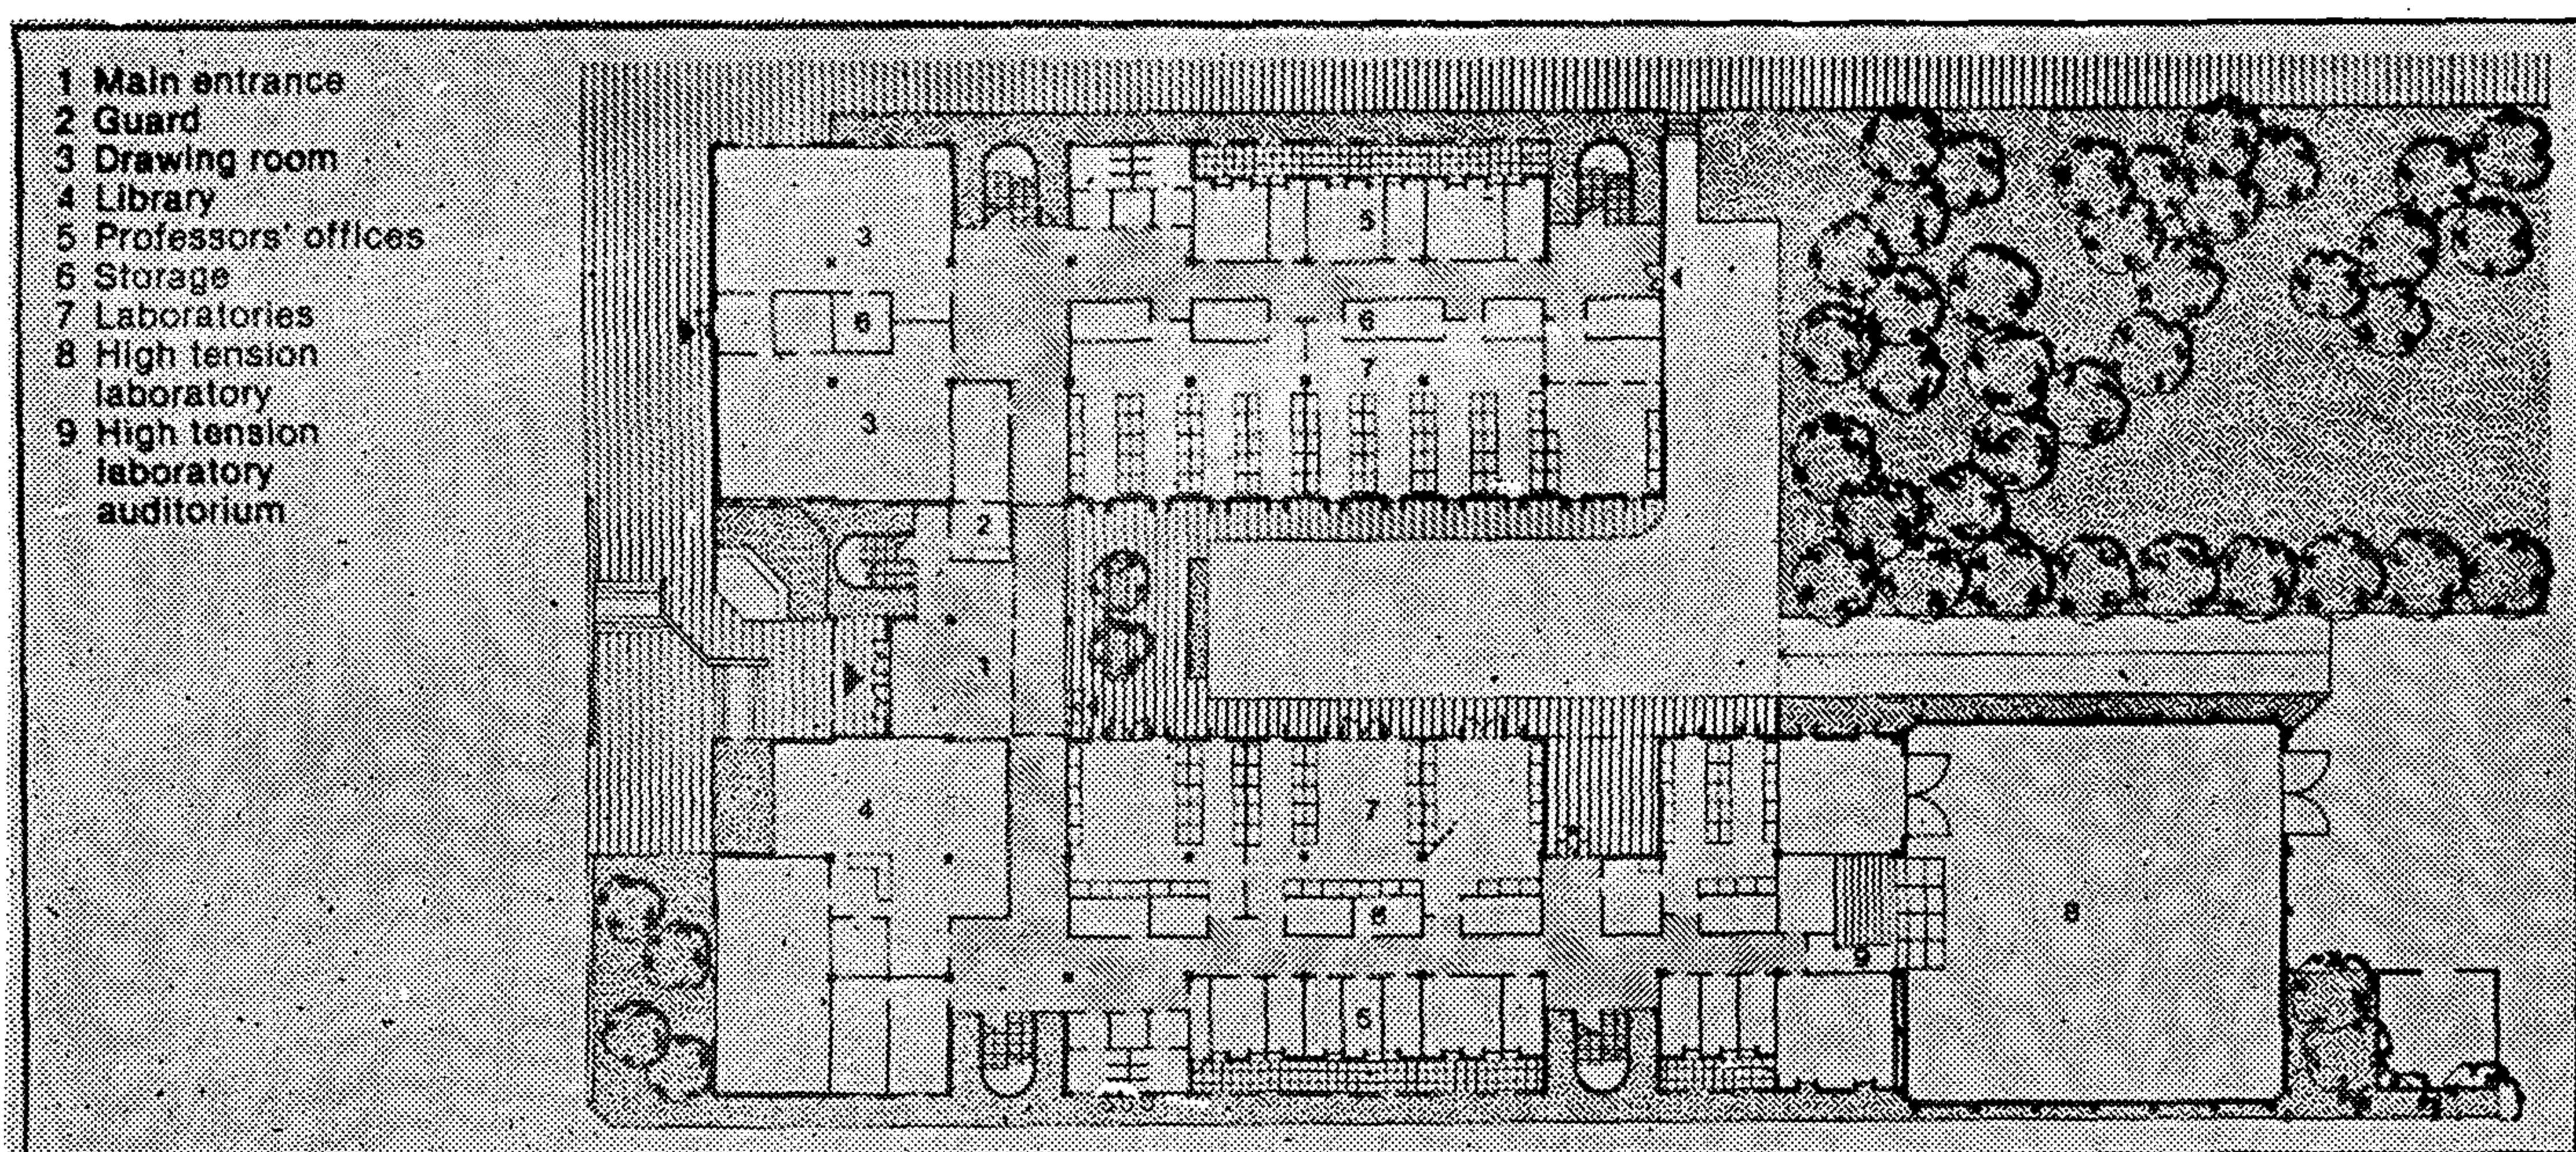 1 Main entrance
2 Guard
3 Drawing room
4 Library
5 Professors' offices
6 Storage
7 Laboratories
8 High tension
laboratory
9 High tension
laboratory
auditorium
3
5
6
6
7
3
2
1
4
7
6
8
9
5